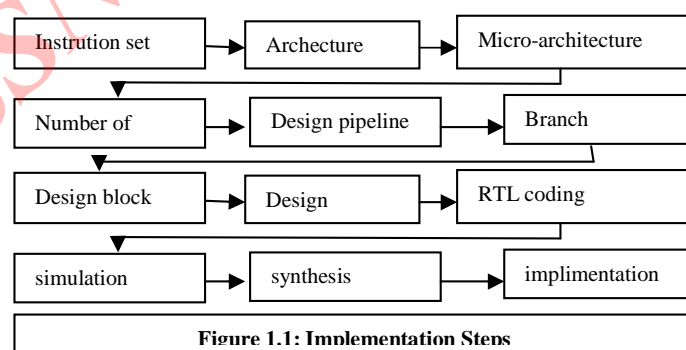 Instrution set
Archecture
Micro-architecture
Number of
Design pipeline
Branch
Design block
Design
RTL coding
simulation
synthesis
implimentation
Figure 1.1: Implementation Steps